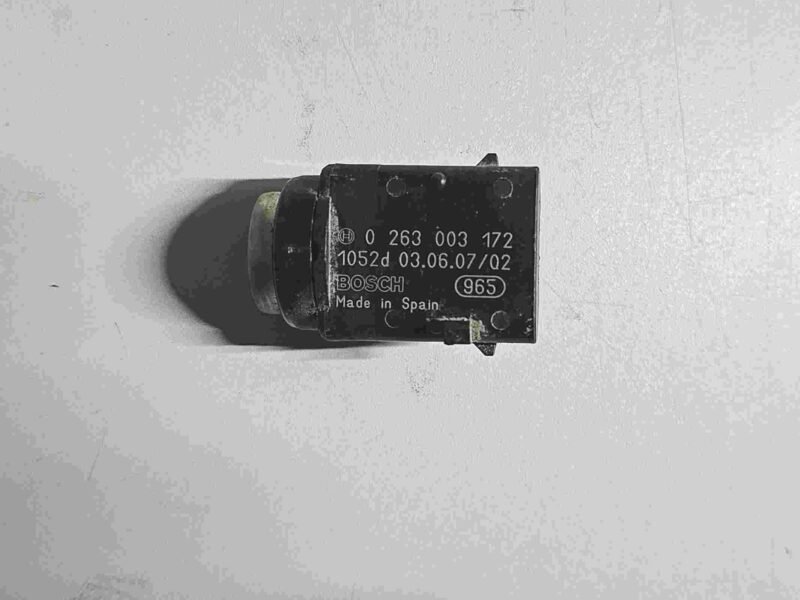 0 263 003 172
1052d 03.06.07/02
BOSCH 965
Made in Spain